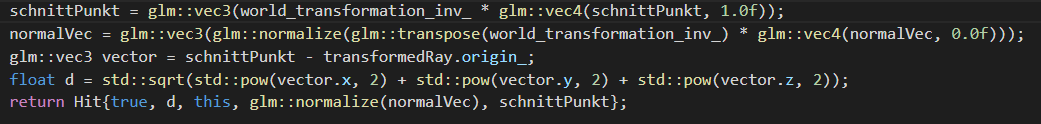 schnittPunkt = glm::vec3(world_transformation_inv_ * glm::vec4(schnittPunkt, 1.0f));
normalVec = glm::vec3(glm::normalize(glm::transpose(world_transformation_inv_) * glm::vec4(normalVec, 0.0f)));
glm::vec3 vector = schnittPunkt - transformedRay.origin_;
float d = std::sqrt(std::pow(vector.x, 2) + std::pow(vector.y, 2) + std::pow(vector.z, 2));
return Hit{true, d, this, glm::normalize(normalVec), schnittPunkt};